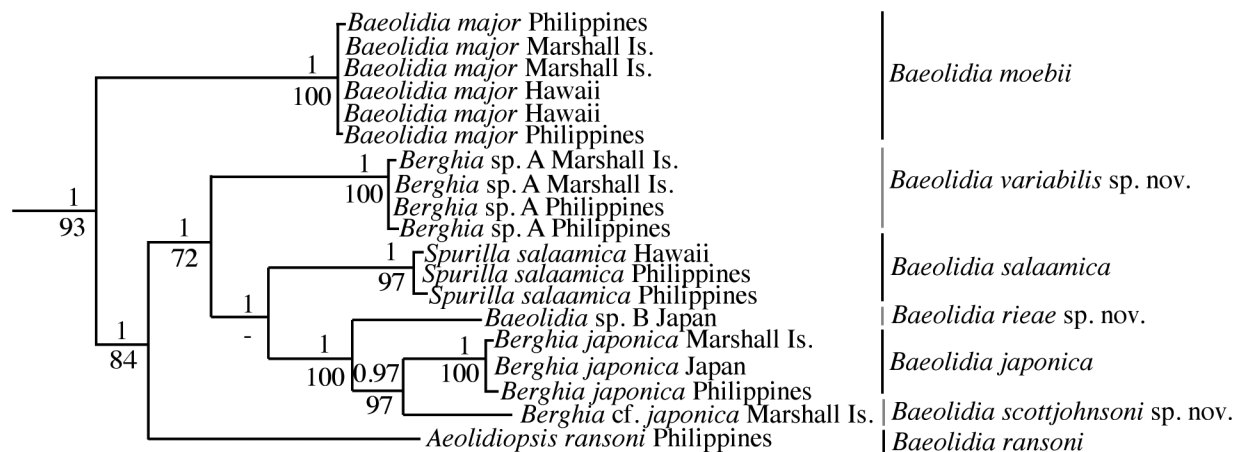 Baeolidia major Philippines
Baeolidia major Marshall Is.
Baeolidia major Marshall Is.
Baeolidia major Hawaii
Baeolidia major Hawaii
Baeolidia major Philippines
1
100
Baeolidia moebii
Berghia sp. A Marshall Is.
Berghia sp. A Marshall Is.
Berghia sp. A Philippines
Berghia sp. A Philippines
1
100
Baeolidia variabilis sp. nov.
1
93
1
72
Spurilla salaamica Hawaii
Spurilla salaamica Philippines
Spurilla salaamica Philippines
1
97
Baeolidia salaamica
1
-
Baeolidia sp. B Japan
Baeolidia rieae sp. nov.
1
84
1
100
0.97
97
Berghia japonica Marshall Is.
Berghia japonica Japan
Berghia japonica Philippines
1
100
Baeolidia japonica
Berghia cf. japonica Marshall Is.
Baeolidia scottjohnsoni sp. nov.
Aeolidiopsis ransoni Philippines
Baeolidia ransoni